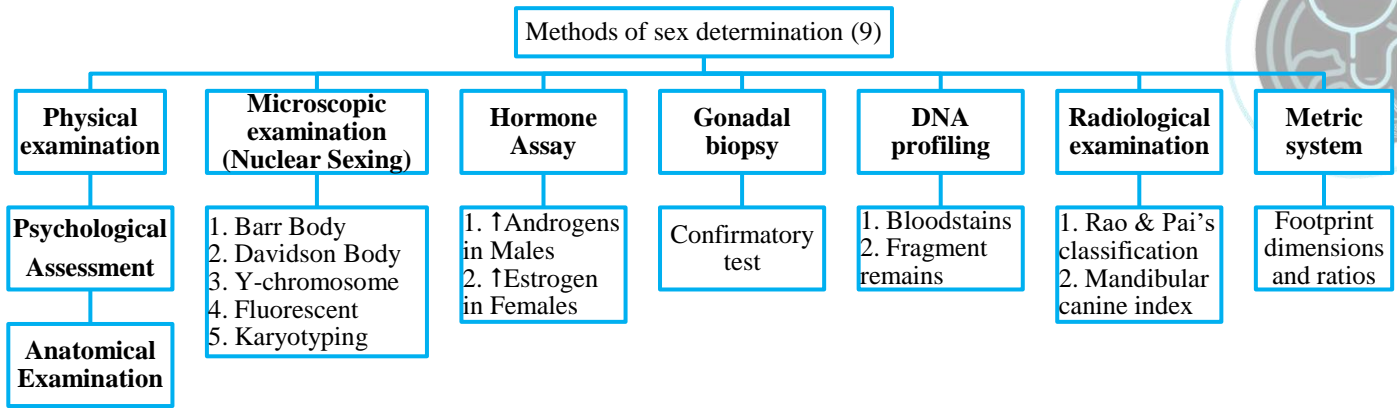 Methods of sex determination (9)
Physical
examination
Psychological
Assessment
Anatomical
Examination
Microscopic
examination
(Nuclear Sexing)
1. Barr Body
2. Davidson Body
3. Y-chromosome
4. Fluorescent
5. Karyotyping
Hormone
Assay
1. ↑Androgens
in Males
2. ↑Estrogen
in Females
Gonadal
biopsy
Confirmatory
test
DNA
profiling
1. Bloodstains
2. Fragment
remains
Radiological
examination
1. Rao & Pai's
classification
2. Mandibular
canine index
Metric
system
Footprint
dimensions
and ratios